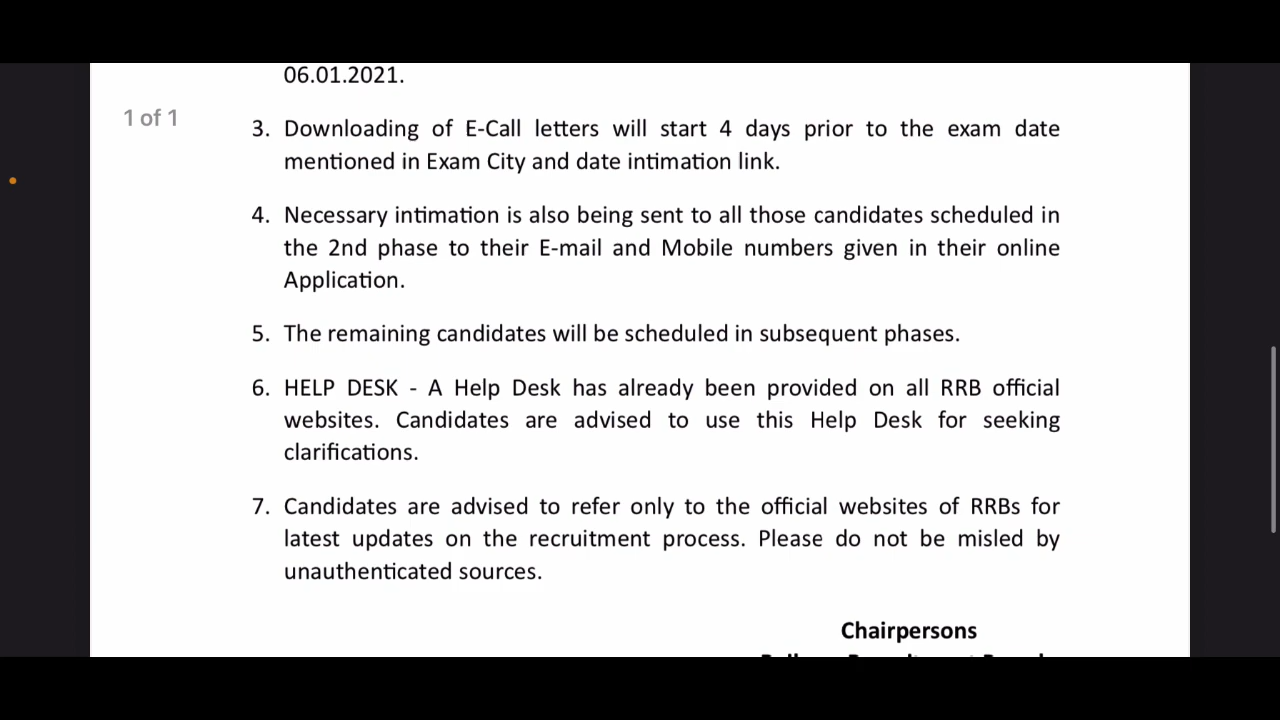 06.01.2021.
1 of 1
3. Downloading of E-Call letters will start 4 days prior to the exam date
mentioned in Exam City and date intimation link.
4. Necessary intimation is also being sent to all those candidates scheduled in
the 2nd phase to their E-mail and Mobile numbers given in their online
Application.
5. The remaining candidates will be scheduled in subsequent phases.
6. HELP DESK - A Help Desk has already been provided on all RRB official
websites. Candidates are advised to use this Help Desk for seeking
clarifications.
7. Candidates are advised to refer only to the official websites of RRBs for
latest updates on the recruitment process. Please do not be misled by
unauthenticated sources.
Chairpersons